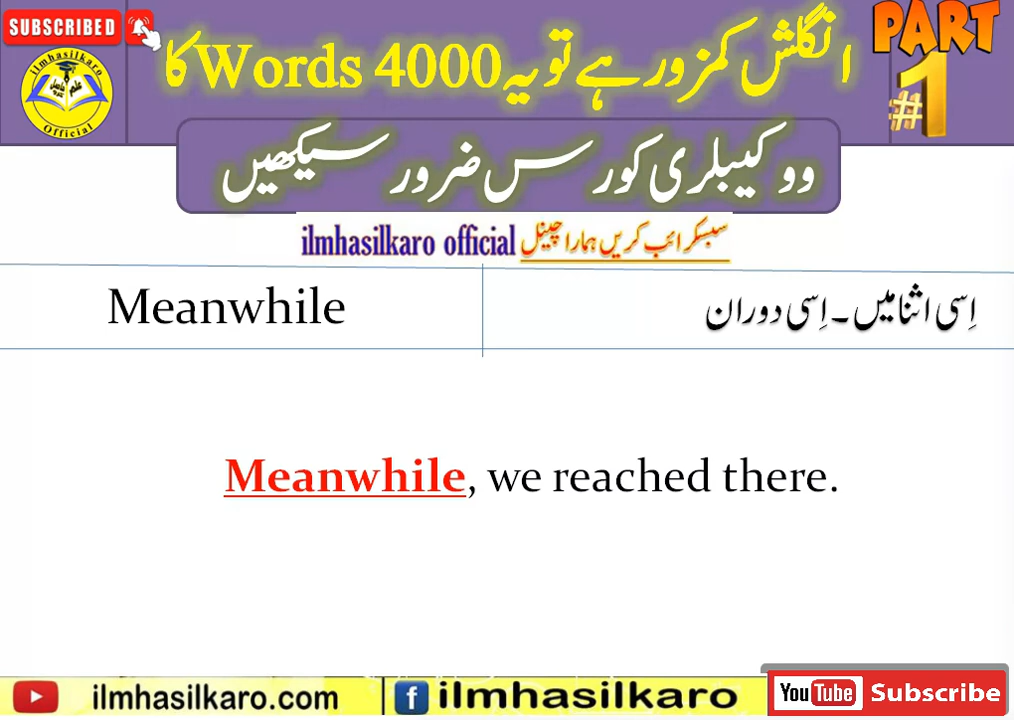 SUBSCRIBED
PART
#1
انگلش کمزور ہے تو یہ 4000 Words کا
ilmhasilkaro
Official
ووکیبلری کورس ضرور سیکھیں
سبسکرائب کریں ہمارا چینل ilmhasilkaro official
Meanwhile
اِسی اثنا میں ۔ اِسی دوران
Meanwhile, we reached there.
ilmhasilkaro.com
f ilmhasilkaro
YouTube Subscribe